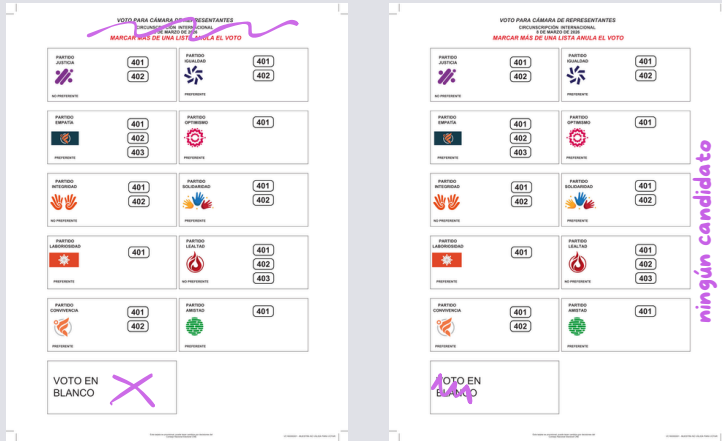 VOTO PARA CÁMARA DE REPRESENTANTES
CIRCUNSCRIPCIÓN INTERNACIONAL
DE MARZO DE
MARCAR MÁS DE UNA LISTA ANULA EL VOTO
PARTIDO
JUSTICIA
401
402
NO PREFERENTE
PARTIDO
IGUALDAD
401
402
PREFERENTE
PARTIDO
EMPATÍA
401
402
403
PREFERENTE
PARTIDO
OPTIMISMO
401
PREFERENTE
PARTIDO
INTEGRIDAD
401
402
NO PREFERENTE
PARTIDO
SOLIDARIDAD
401
402
PREFERENTE
PARTIDO
LABORIOSIDAD
401
PREFERENTE
PARTIDO
LEALTAD
401
402
403
NO PREFERENTE
PARTIDO
CONVIVENCIA
401
402
PREFERENTE
PARTIDO
AMISTAD
401
PREFERENTE
VOTO EN
BLANCO
VOTO PARA CÁMARA DE REPRESENTANTES
CIRCUNSCRIPCIÓN INTERNACIONAL
8 DE MARZO DE 2026
MARCAR MÁS DE UNA LISTA ANULA EL VOTO
PARTIDO
JUSTICIA
401
402
NO PREFERENTE
PARTIDO
IGUALDAD
401
402
PREFERENTE
PARTIDO
EMPATÍA
401
402
403
PREFERENTE
PARTIDO
OPTIMISMO
401
PREFERENTE
PARTIDO
INTEGRIDAD
401
402
NO PREFERENTE
PARTIDO
SOLIDARIDAD
401
402
PREFERENTE
PARTIDO
LABORIOSIDAD
401
PREFERENTE
PARTIDO
LEALTAD
401
402
403
NO PREFERENTE
PARTIDO
CONVIVENCIA
401
402
PREFERENTE
PARTIDO
AMISTAD
401
PREFERENTE
VOTO EN
BLANCO
ningún candidato